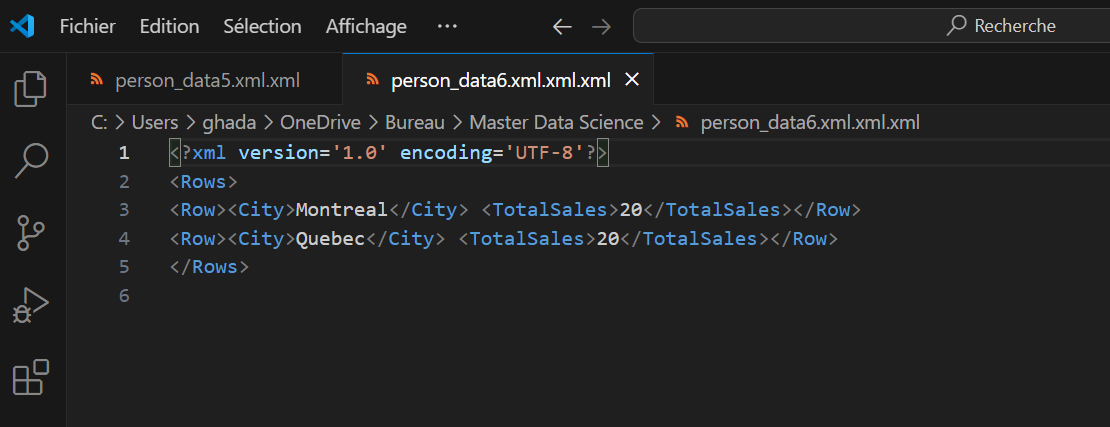 Fichier Edition Sélection Affichage ··· Recherche
person_data5.xml.xml person_data6.xml.xml.xml
C: > Users > ghada > OneDrive > Bureau > Master Data Science > person_data6.xml.xml.xml
1 <?xml version='1.0' encoding='UTF-8'?>
2 <Rows>
3 <Row><City>Montreal</City> <TotalSales>20</TotalSales></Row>
4 <Row><City>Quebec</City> <TotalSales>20</TotalSales></Row>
5 </Rows>
6